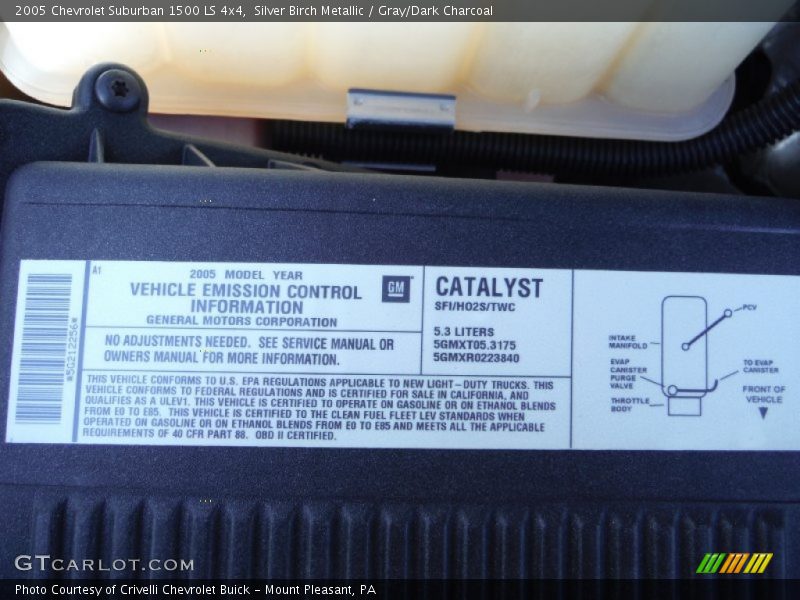 2005 Chevrolet Suburban 1500 LS 4x4, Silver Birch Metallic / Gray/Dark Charcoal
*5G212256*
A1
2005 MODEL YEAR
VEHICLE EMISSION CONTROL
INFORMATION
GENERAL MOTORS CORPORATION
GM
NO ADJUSTMENTS NEEDED. SEE SERVICE MANUAL OR
OWNERS MANUAL FOR MORE INFORMATION.
CATALYST
SFI/HO2S/TWC
5.3 LITERS
5GMXT05.3175
5GMXR0223840
THIS VEHICLE CONFORMS TO U.S. EPA REGULATIONS APPLICABLE TO NEW LIGHT-DUTY TRUCKS. THIS
VEHICLE CONFORMS TO FEDERAL REGULATIONS AND IS CERTIFIED FOR SALE IN CALIFORNIA, AND
QUALIFIES AS A ULEV1. THIS VEHICLE IS CERTIFIED TO OPERATE ON GASOLINE OR ON ETHANOL BLENDS
FROM E0 TO E85. THIS VEHICLE IS CERTIFIED TO THE CLEAN FUEL FLEET LEV STANDARDS WHEN
OPERATED ON GASOLINE OR ON ETHANOL BLENDS FROM E0 TO E85 AND MEETS ALL THE APPLICABLE
REQUIREMENTS OF 40 CFR PART 88. OBD II CERTIFIED.
PCV
INTAKE
MANIFOLD
EVAP
CANISTER
PURGE
VALVE
THROTTLE
BODY
TO EVAP
CANISTER
FRONT OF
VEHICLE
GTCARLOT.COM
Photo Courtesy of Crivelli Chevrolet Buick - Mount Pleasant, PA